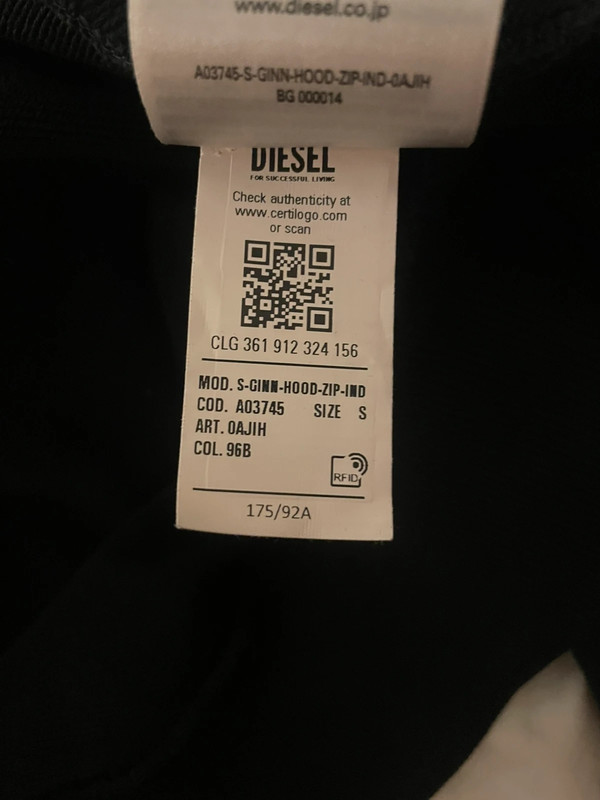 www.diesel.co.jp
A03745-S-GINN-HOOD-ZIP-IND-0AJIH
BG 000014
DIESEL
FOR SUCCESSFUL LIVING
Check authenticity at
www.certilogo.com
or scan
CLG 361 912 324 156
MOD. S-GINN-HOOD-ZIP-IND
COD. A03745 SIZE S
ART. 0AJIH
COL. 96B
RFID
175/92A